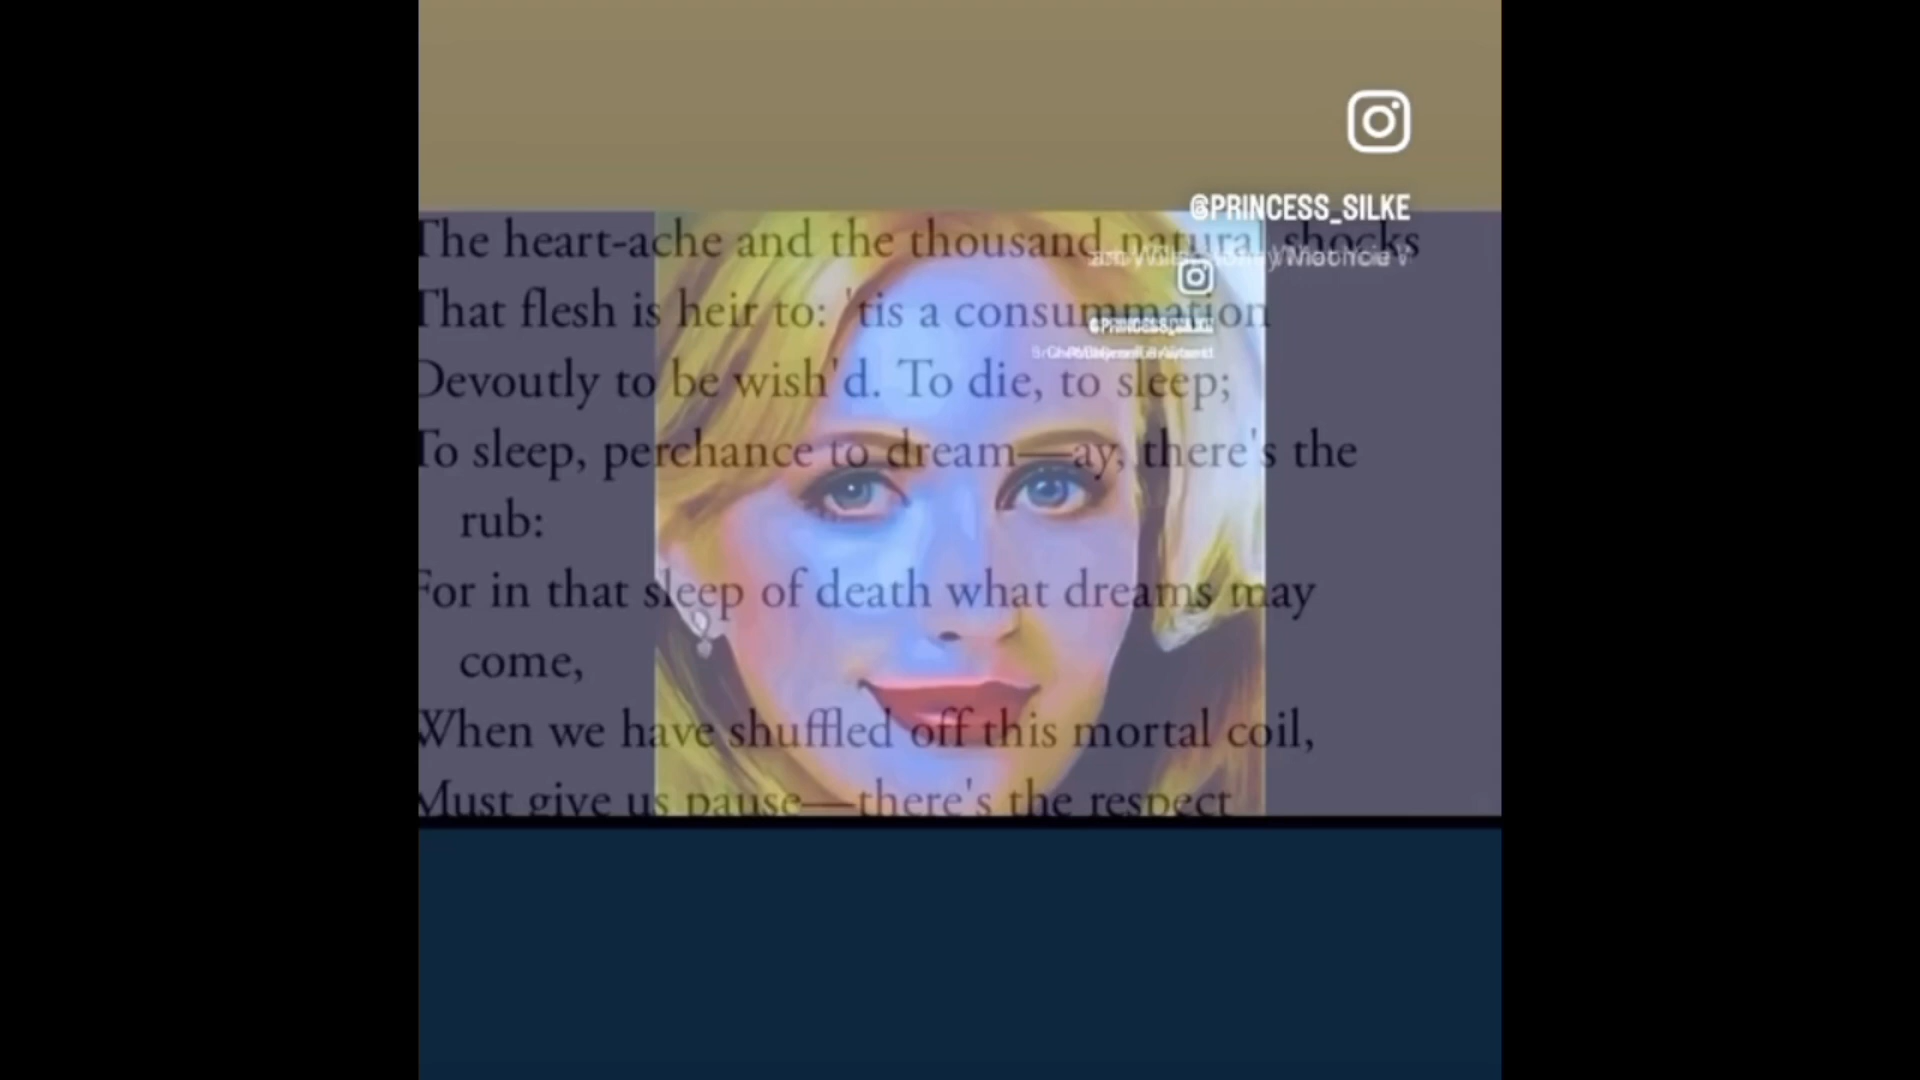 @PRINCESS_SILKE
The heart-ache and the thousand natural shocks
That flesh is heir to: 'tis a consummation
Devoutly to be wish'd. To die, to sleep;
To sleep, perchance to dream—ay, there's the
rub:
For in that sleep of death what dreams may
come,
When we have shuffled off this mortal coil,
Must give us pause—there's the respect